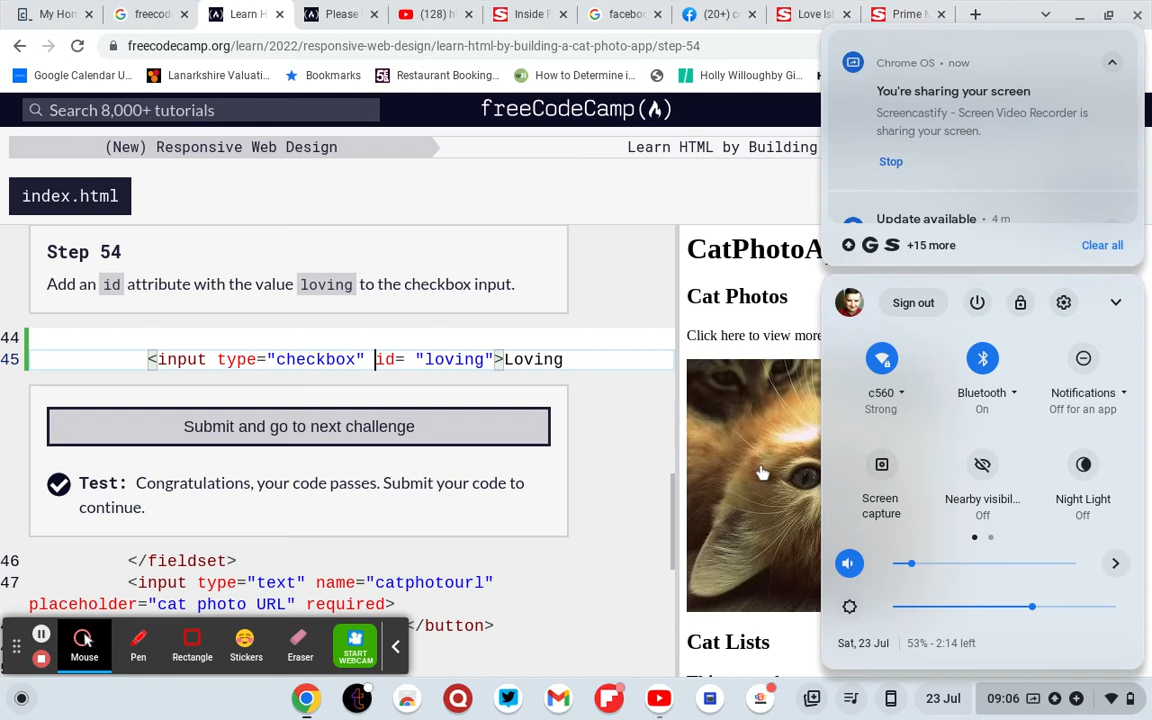 My Hon
freecod
Learn H
Please
(128) h
Inside F
faceboo
(20+) c
Love Isl
Prime M
freecodecamp.org/learn/2022/responsive-web-design/learn-html-by-building-a-cat-photo-app/step-54
Google Calendar U...
Lanarkshire Valuati...
Bookmarks
Restaurant Booking...
How to Determine i...
Holly Willoughby Gi...
Search 8,000+ tutorials
freeCodeCamp
(New) Responsive Web Design
Learn HTML by Building
index.html
Step 54
Add an id attribute with the value loving to the checkbox input.
44
45 <input type="checkbox" id= "loving">Loving
Submit and go to next challenge
Test: Congratulations, your code passes. Submit your code to
continue.
46 </fieldset>
47 <input type="text" name="catphotourl"
placeholder="cat photo URL" required>
</button>
CatPhotoA
Cat Photos
Click here to view more
Cat Lists
Mouse
Pen
Rectangle
Stickers
Eraser
START
WEBCAM
Chrome OS • now
You're sharing your screen
Screencastify - Screen Video Recorder is
sharing your screen.
Stop
Update available • 4 m
+15 more
Clear all
Sign out
c560
Strong
Bluetooth
On
Notifications
Off for an app
Screen
capture
Nearby visibil...
Off
Night Light
Off
Sat, 23 Jul
53% - 2:14 left
23 Jul
09:06